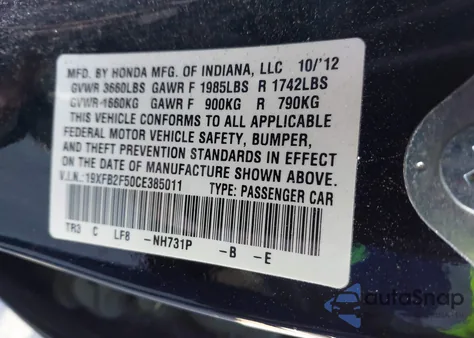 MFD. BY HONDA MFG. OF INDIANA, LLC 10/'12
GVWR 3660LBS GAWR F 1985LBS R 1742LBS
GVWR 1660KG GAWR F 900KG R 790KG
THIS VEHICLE CONFORMS TO ALL APPLICABLE
FEDERAL MOTOR VEHICLE SAFETY, BUMPER,
AND THEFT PREVENTION STANDARDS IN EFFECT
ON THE DATE OF MANUFACTURE SHOWN ABOVE.
V.I.N.: 19XFB2F50CE385011 TYPE: PASSENGER CAR
TR3 C LF8 -NH731P -B -E
autoSnap